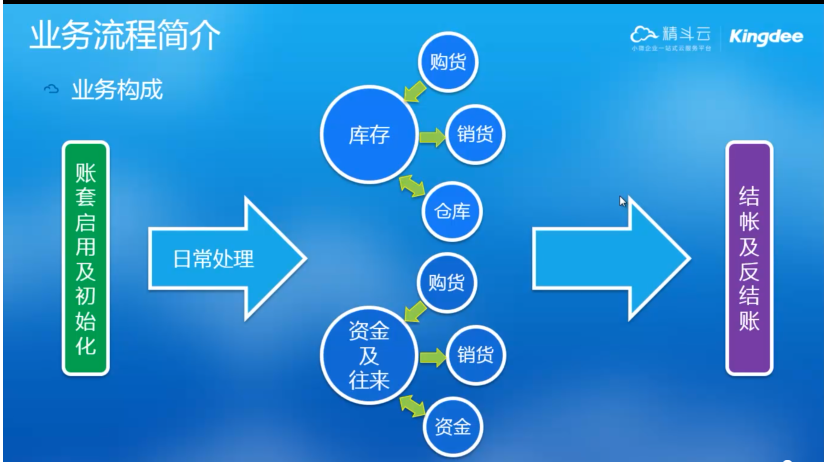 业务流程简介
精斗云
小微企业一站式云服务平台
Kingdee
业务构成
账套启用及初始化
日常处理
购货
库存
销货
仓库
购货
资金
及
往来
销货
资金
结帐及反结账